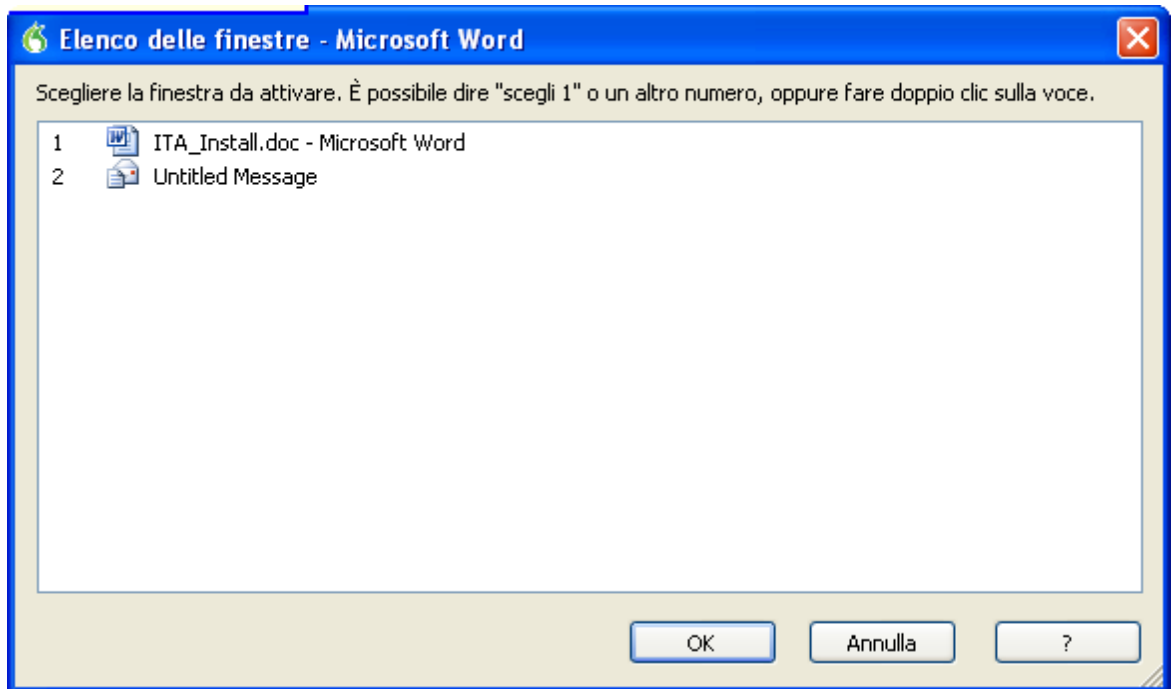 Elenco delle finestre - Microsoft Word
Scegliere la finestra da attivare. È possibile dire "scegli 1" o un altro numero, oppure fare doppio clic sulla voce.
1 ITA_Install.doc - Microsoft Word
2 Untitled Message
OK Annulla ?